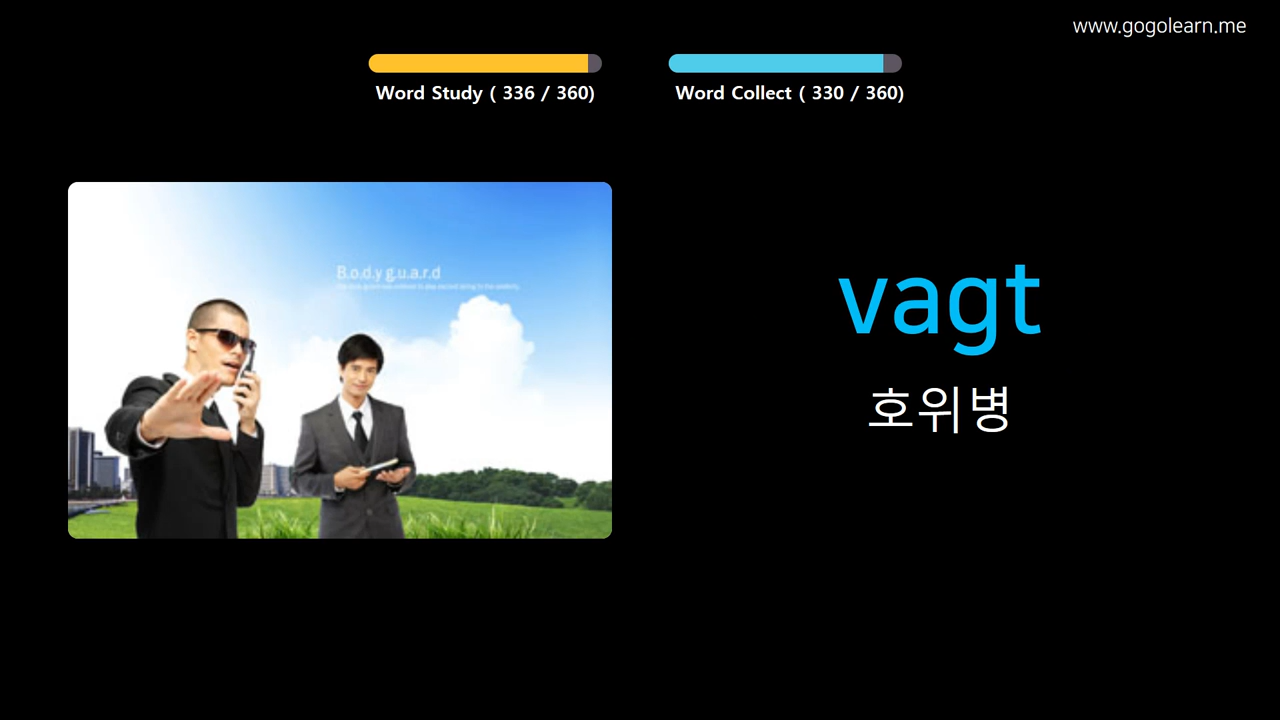 www.gogolearn.me
Word Study ( 336 / 360)
Word Collect ( 330 / 360)
B.o.d.y g.u.a.r.d
vagt
호위병